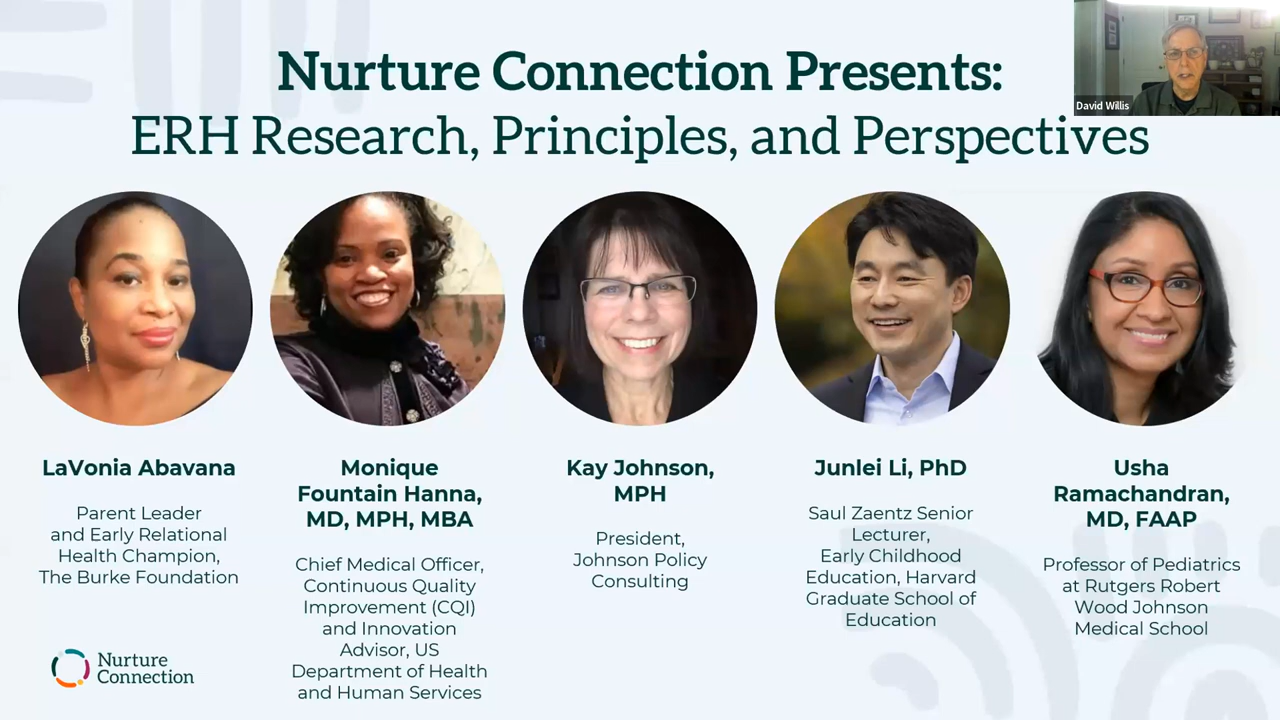 Nurture Connection Presents:
ERH Research, Principles, and Perspectives
David Willis
LaVonia Abavana
Parent Leader
and Early Relational
Health Champion,
The Burke Foundation
Monique
Fountain Hanna,
MD, MPH, MBA
Chief Medical Officer,
Continuous Quality
Improvement (CQI)
and Innovation
Advisor, US
Department of Health
and Human Services
Kay Johnson,
MPH
President,
Johnson Policy
Consulting
Junlei Li, PhD
Saul Zaentz Senior
Lecturer,
Early Childhood
Education, Harvard
Graduate School of
Education
Usha
Ramachandran,
MD, FAAP
Professor of Pediatrics
at Rutgers Robert
Wood Johnson
Medical School
Nurture
Connection